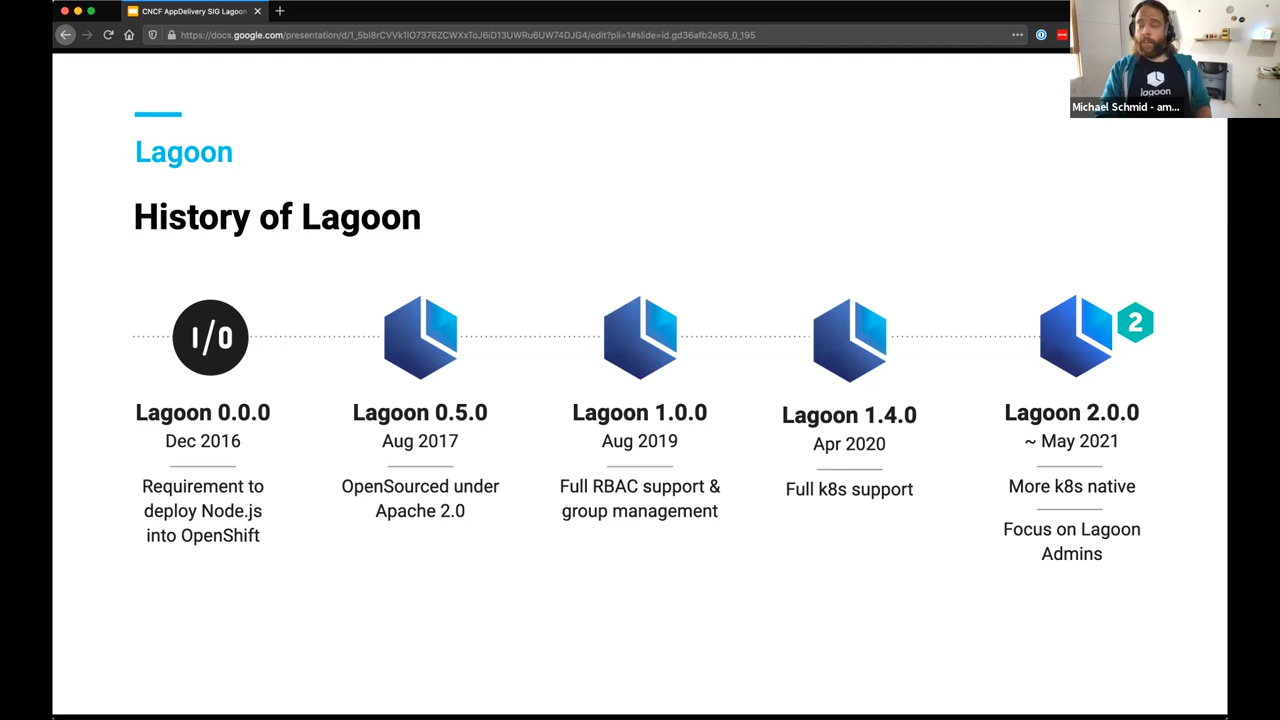 CNCF AppDelivery SIG Lagoon
https://docs.google.com/presentation/d/1_5bI8rCVVk1lO7376ZCWXxToJ6iD13UWRu6UW74DJG4/edit?pli=1#slide=id.gd36afb2e56_0_195
lagoon
Michael Schmid - am...
Lagoon
History of Lagoon
I/O
2
Lagoon 0.0.0
Dec 2016
Requirement to
deploy Node.js
into OpenShift
Lagoon 0.5.0
Aug 2017
OpenSourced under
Apache 2.0
Lagoon 1.0.0
Aug 2019
Full RBAC support &
group management
Lagoon 1.4.0
Apr 2020
Full k8s support
Lagoon 2.0.0
~ May 2021
More k8s native
Focus on Lagoon
Admins